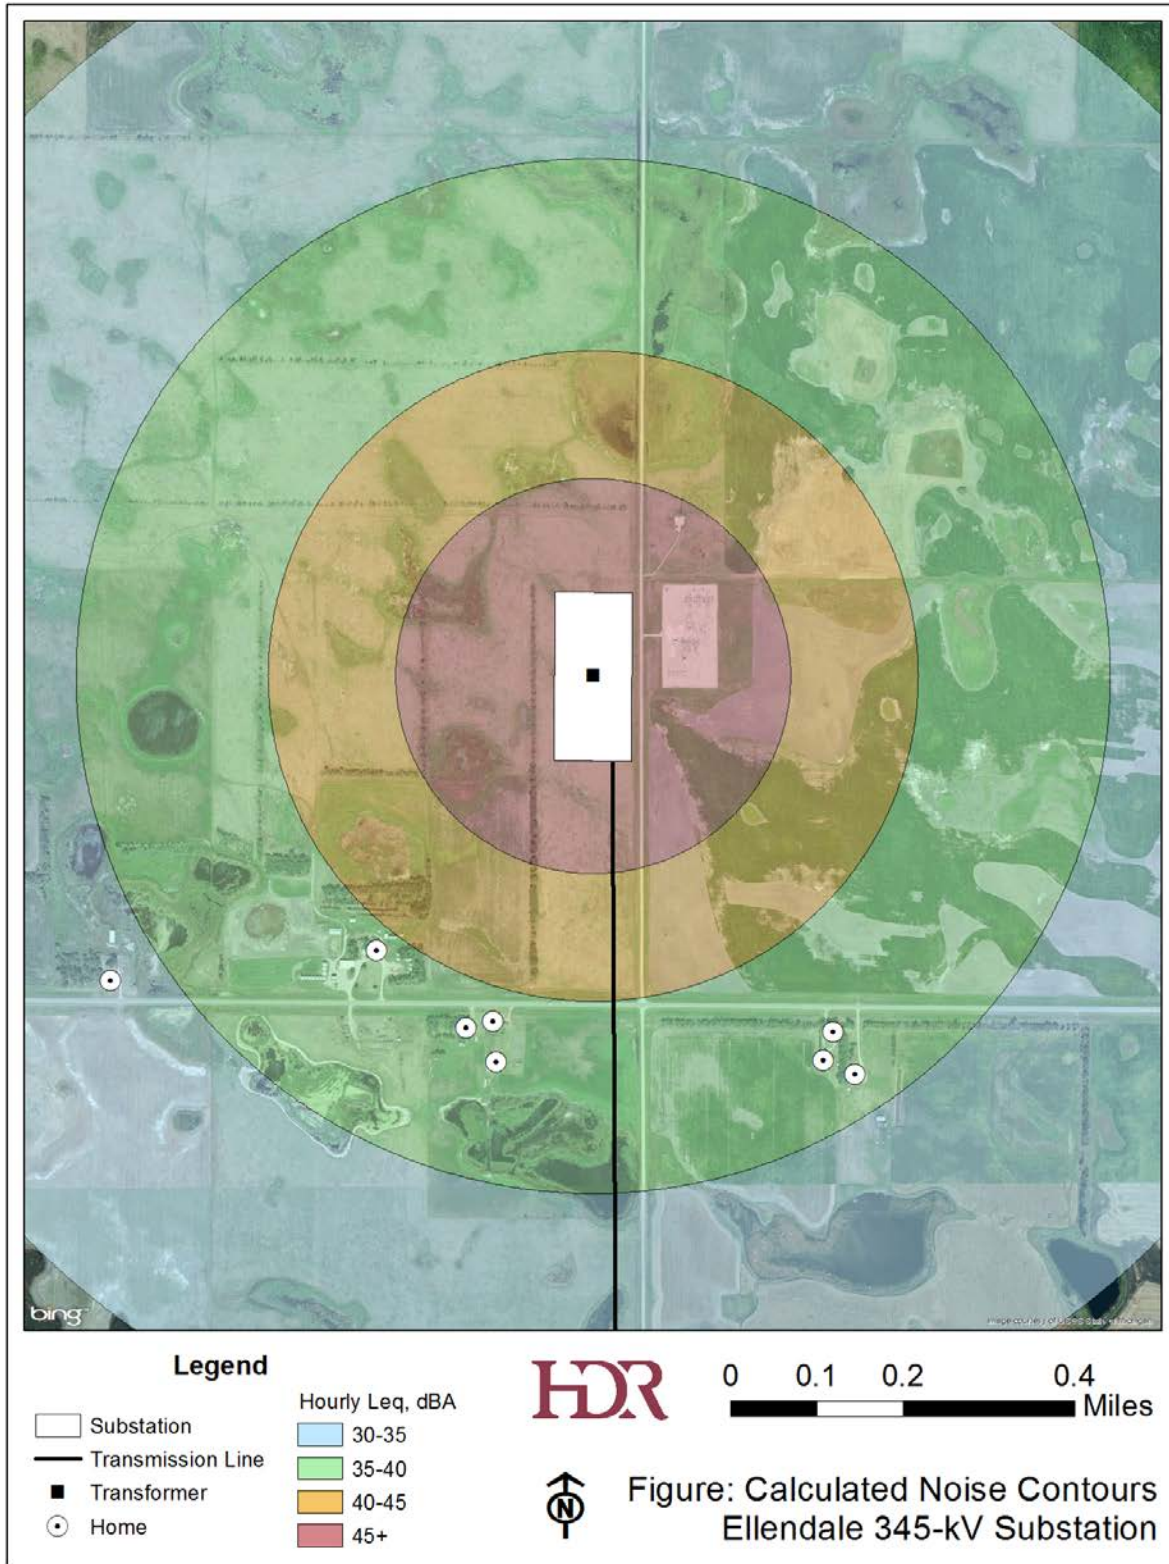 bing
Legend
Substation
Transmission Line
Transformer
Home
Hourly Leq, dBA
30-35
35-40
40-45
45+
HDR
0 0.1 0.2 0.4
Miles
N
Figure: Calculated Noise Contours
Ellendale 345-kV Substation